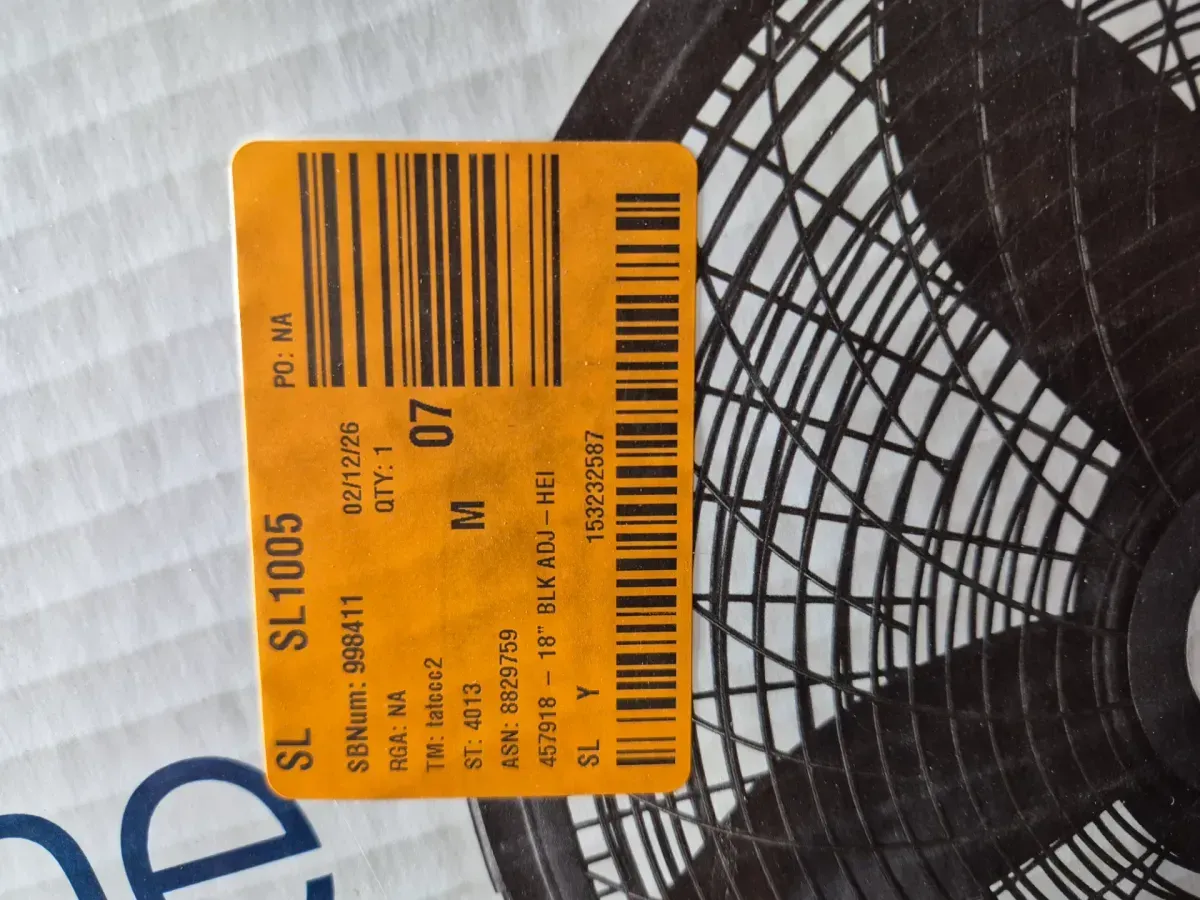 SL SL1005 PO: NA
SBNum: 998411 02/12/26
RGA: NA QTY: 1
TM: tatccc2 07
ST: 4013 M
ASN: 8829759
457918 – 18” BLK ADJ–HEI
SL Y 153232587
e